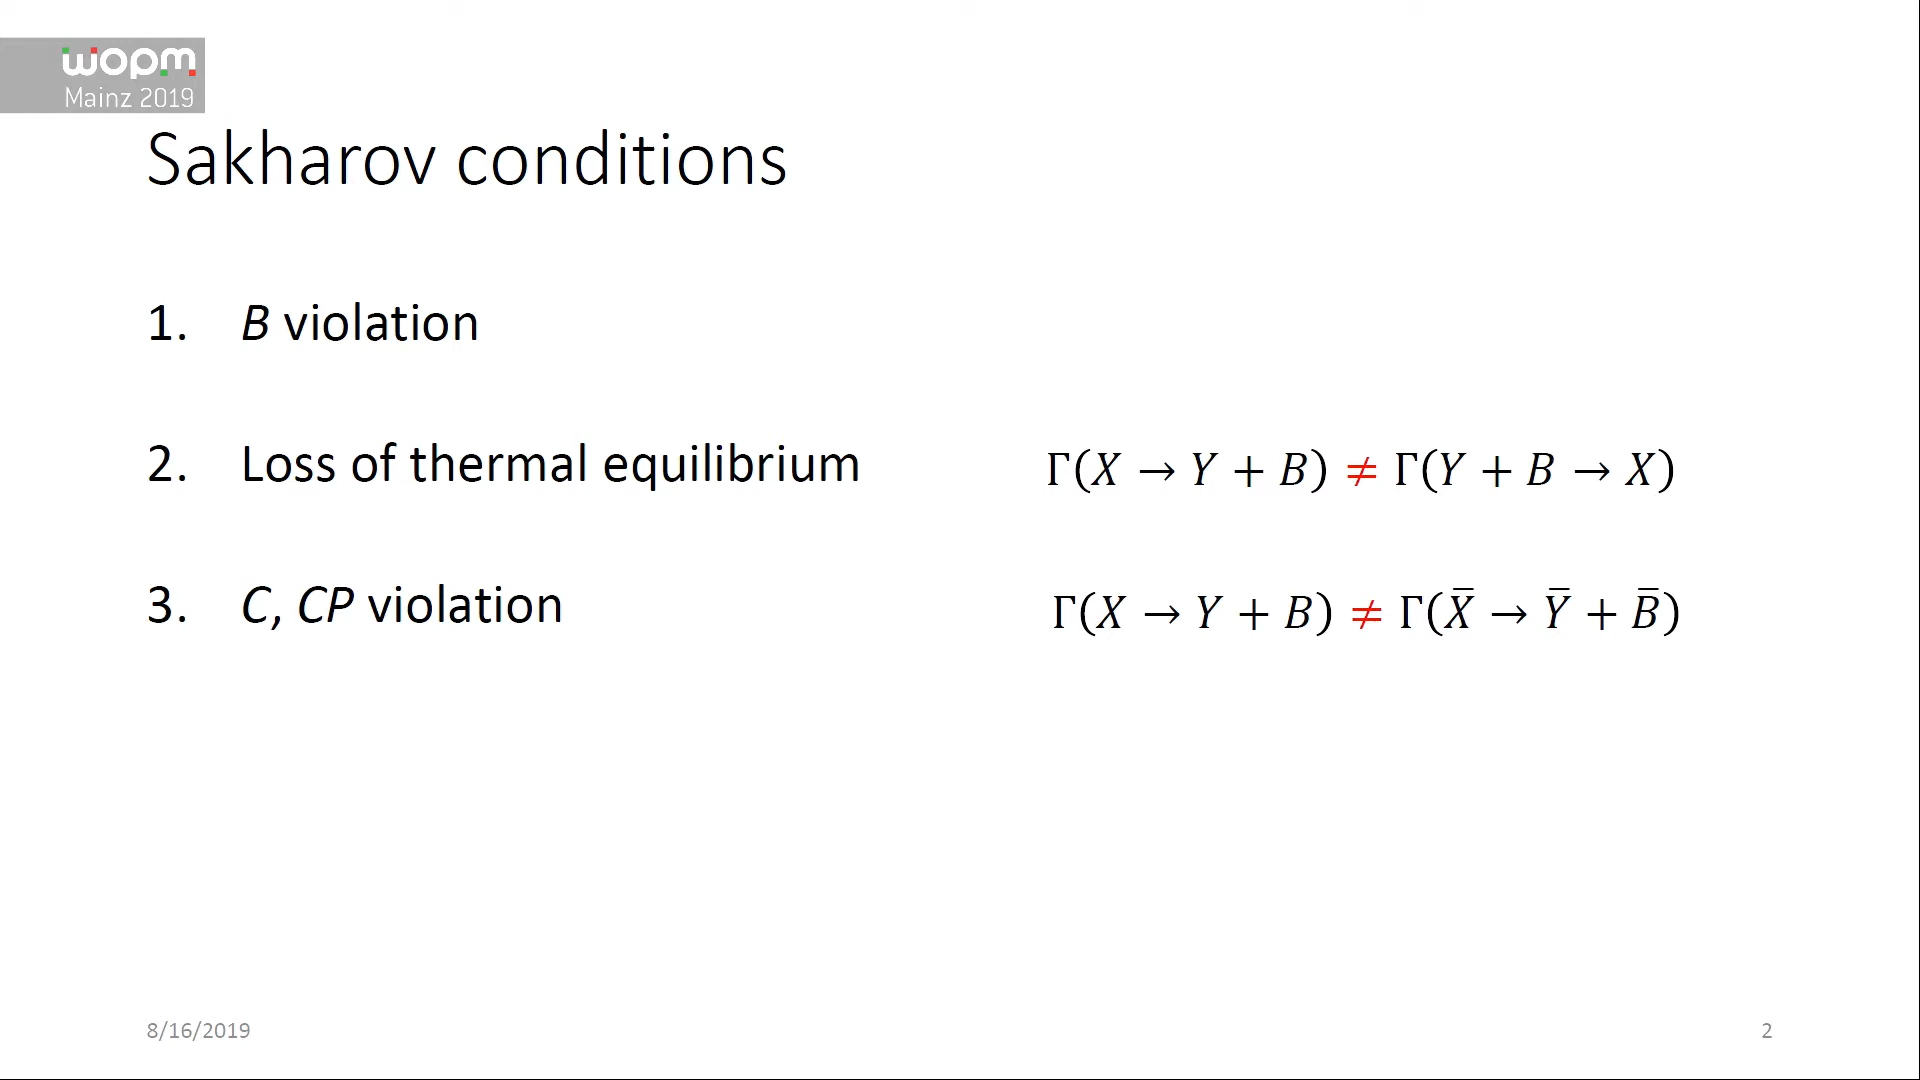 wopm
Mainz 2019
Sakharov conditions
1. B violation
2. Loss of thermal equilibrium Γ(X → Y + B) ≠ Γ(Y + B → X)
3. C, CP violation Γ(X → Y + B) ≠ Γ(X̄ → Ȳ + B̄)
8/16/2019 2